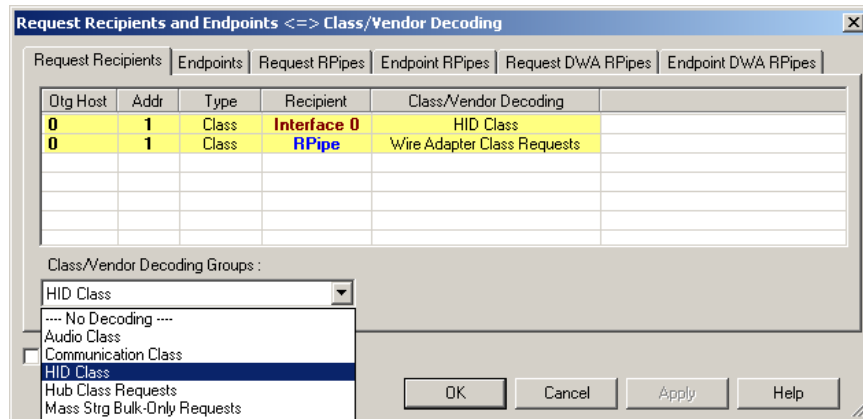 Request Recipients and Endpoints <=> Class/Vendor Decoding
Request Recipients Endpoints Request RPipes Endpoint RPipes Request DWA RPipes Endpoint DWA RPipes
Otg Host Addr Type Recipient Class/Vendor Decoding
0 1 Class Interface 0 HID Class
0 1 Class RPipe Wire Adapter Class Requests
Class/Vendor Decoding Groups :
HID Class
---- No Decoding ----
Audio Class
Communication Class
HID Class
Hub Class Requests
Mass Strg Bulk-Only Requests
OK Cancel Apply Help